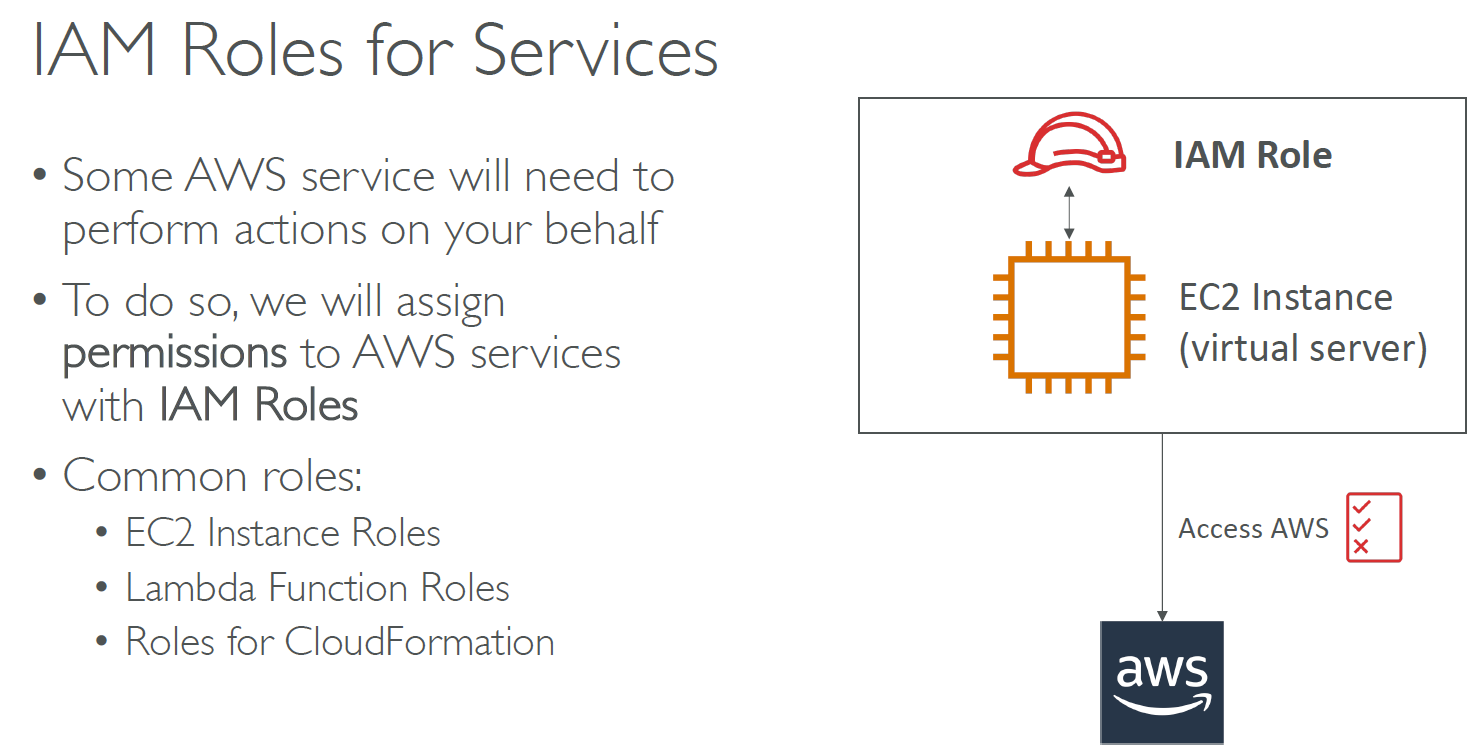 IAM Roles for Services
• Some AWS service will need to
perform actions on your behalf
• To do so, we will assign
permissions to AWS services
with IAM Roles
• Common roles:
• EC2 Instance Roles
• Lambda Function Roles
• Roles for CloudFormation
IAM Role
EC2 Instance
(virtual server)
Access AWS
aws